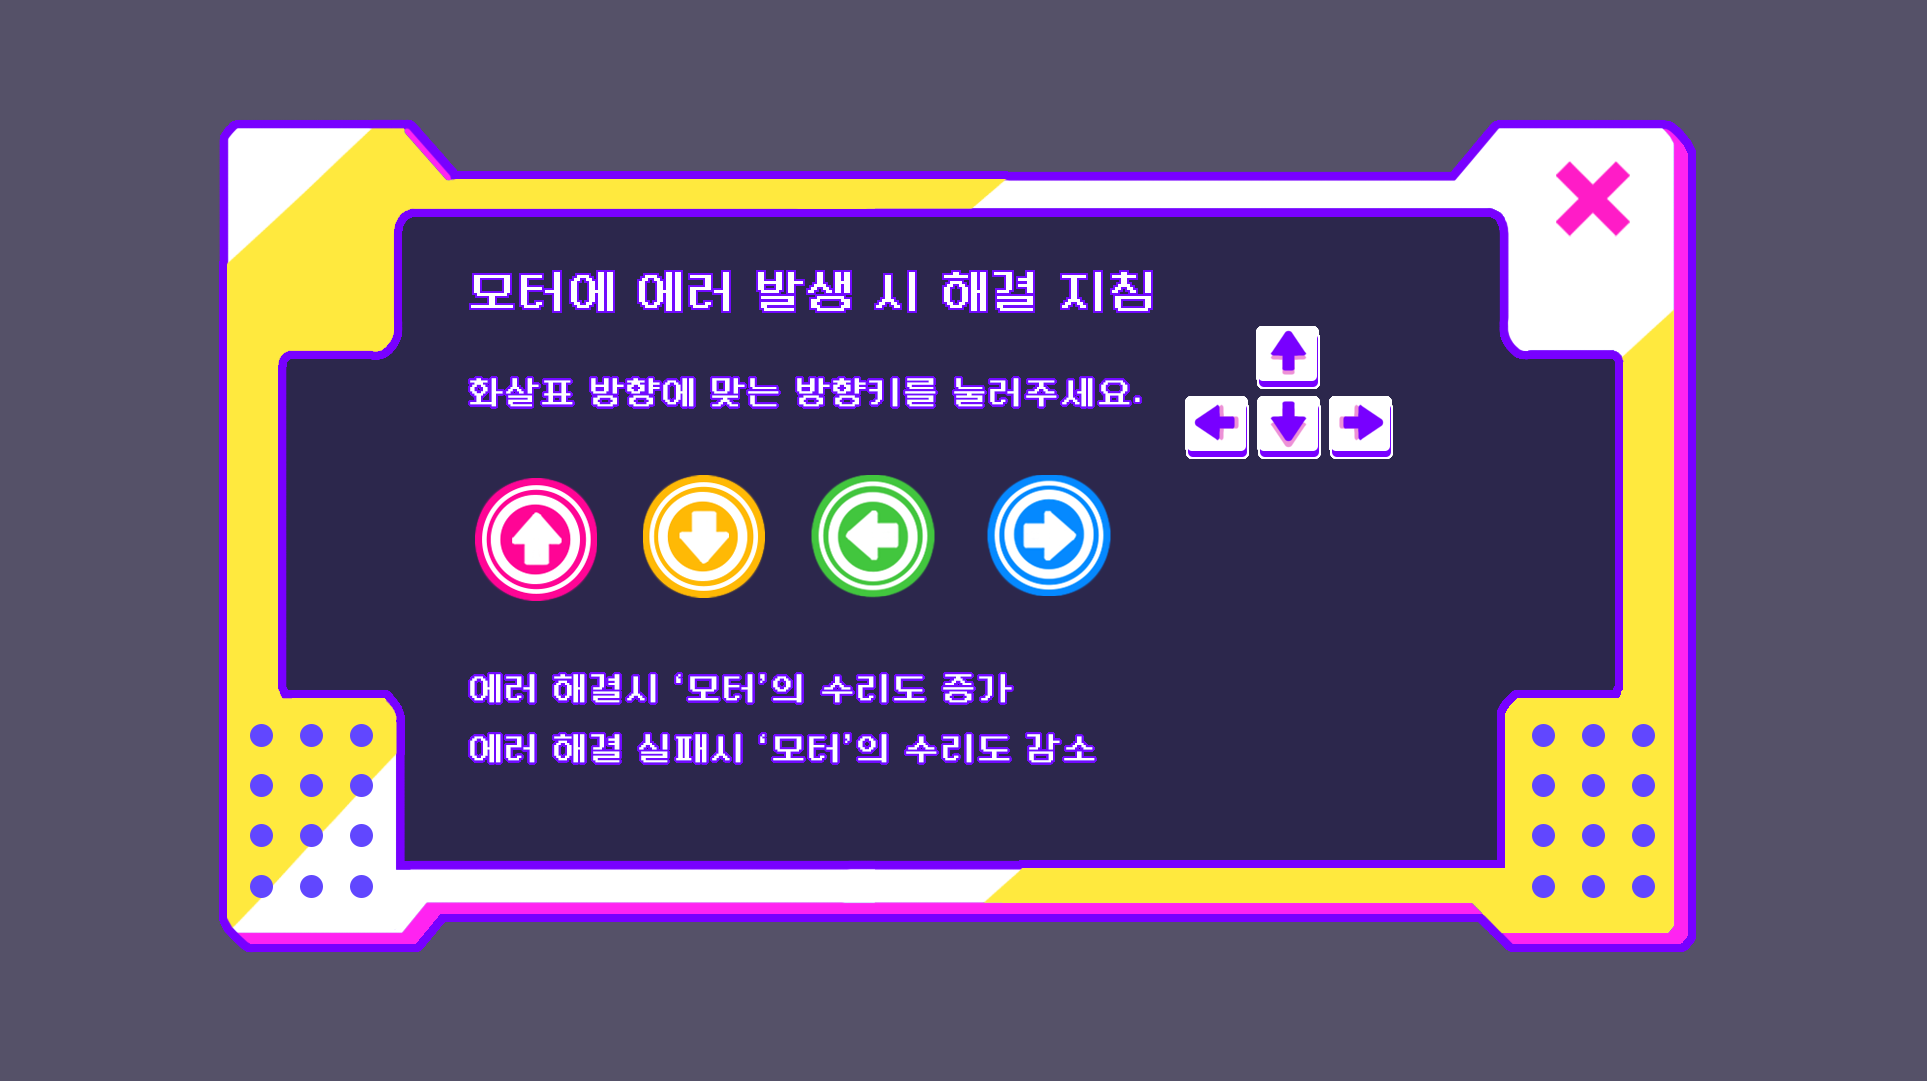 모터에 에러 발생 시 해결 지침
화살표 방향에 맞는 방향키를 눌러주세요.
에러 해결시 ‘모터’의 수리도 증가
에러 해결 실패시 ‘모터’의 수리도 감소